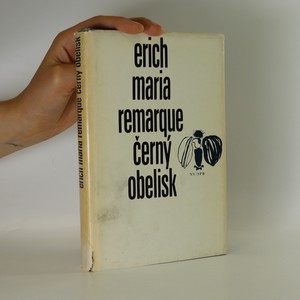 erich
maria
remarque
černý
obelisk
erich maria remarque černý obelisk